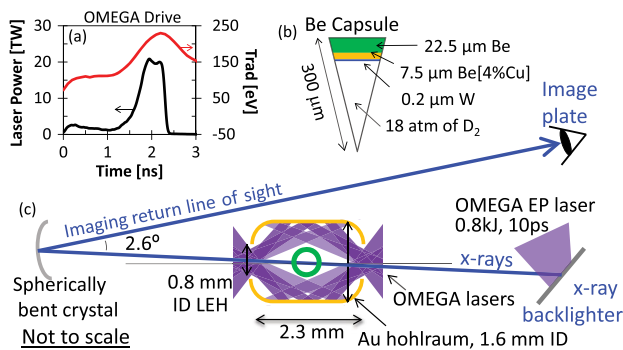 OMEGA Drive
(a)
Laser Power [TW]
30
20
10
0
250
150
50
-50
Trad [eV]
0
1
2
3
Time [ns]
(b)
Be Capsule
300 µm
22.5 µm Be
7.5 µm Be[4%Cu]
0.2 µm W
18 atm of D2
Image
plate
(c)
Imaging return line of sight
2.6º
Spherically
bent crystal
Not to scale
0.8 mm
ID LEH
2.3 mm
OMEGA lasers
Au hohlraum, 1.6 mm ID
OMEGA EP laser
0.8kJ, 10ps
x-rays
x-ray
backlighter